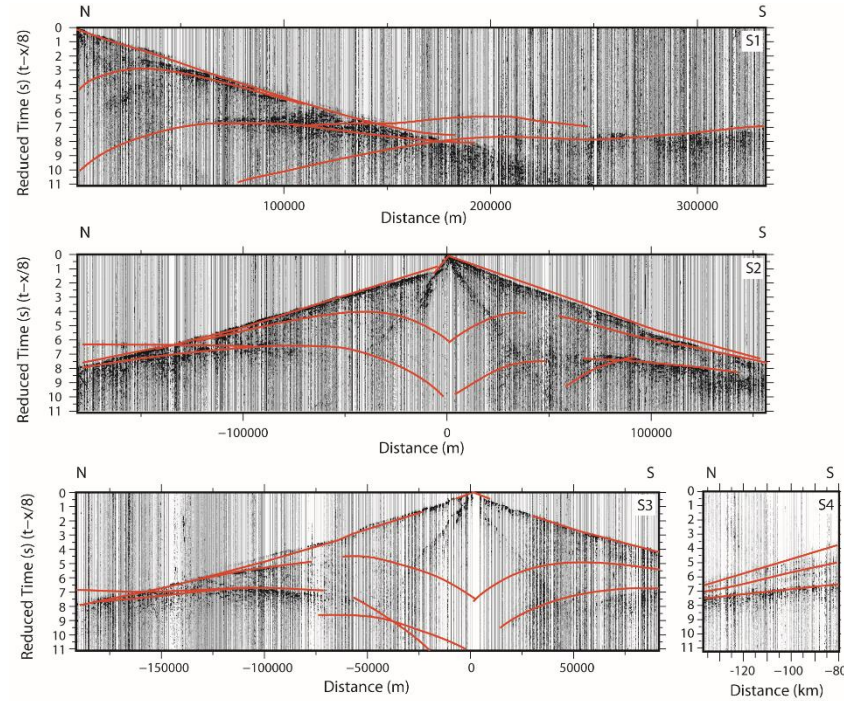 N S
0
1
2
3
4
5
6
7
8
9
10
11
Reduced Time (s) (t−x/8)
S1
100000 200000 300000
Distance (m)
N S
0
1
2
3
4
5
6
7
8
9
10
11
Reduced Time (s) (t−x/8)
S2
−100000 0 100000
Distance (m)
N S N S
0
1
2
3
4
5
6
7
8
9
10
11
Reduced Time (s) (t−x/8)
S3
−150000 −100000 −50000 0 50000
Distance (m)
0
1
2
3
4
5
6
7
8
9
10
11
S4
-120 -100 -80
Distance (km)